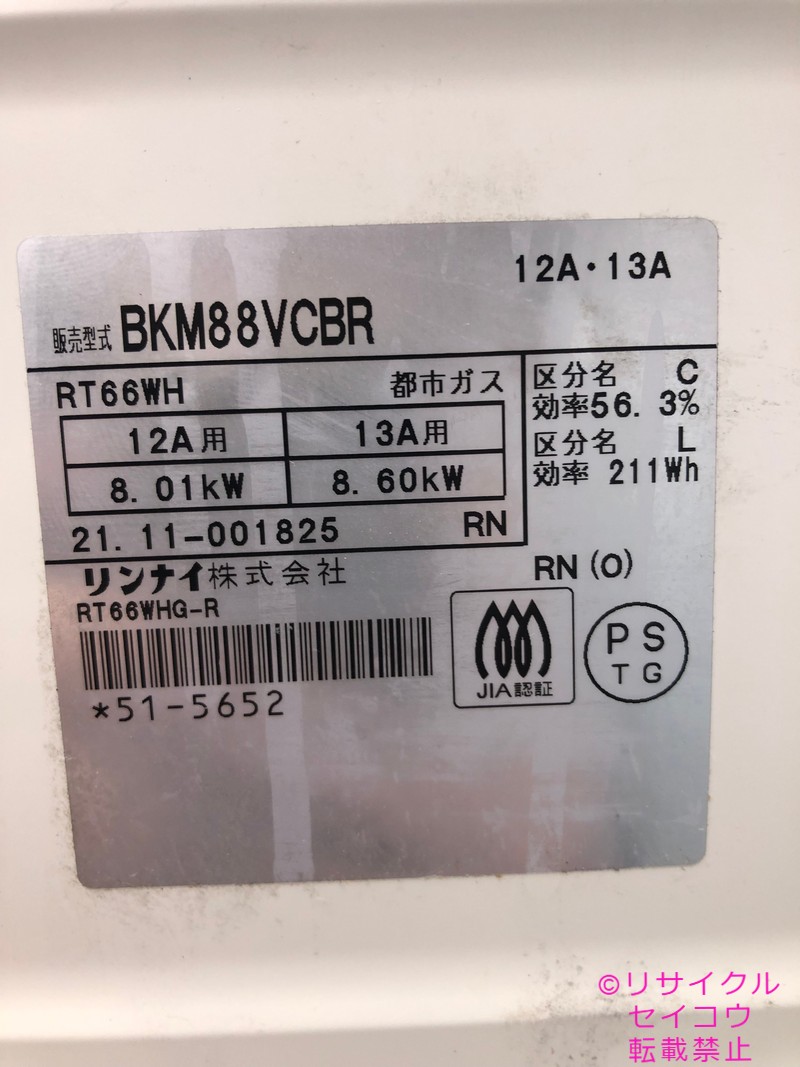 12A・13A
販売型式 BKM88VCBR
RT66WH 都市ガス
12A用 13A用
8.01kW 8.60kW
21.11-001825 RN
区分名 C
効率56.3%
区分名 L
効率 211Wh
リンナイ株式会社
RT66WHG-R
*51-5652
RN(O)
JIA認証
PS
TG
©リサイクル
セイコウ
転載禁止